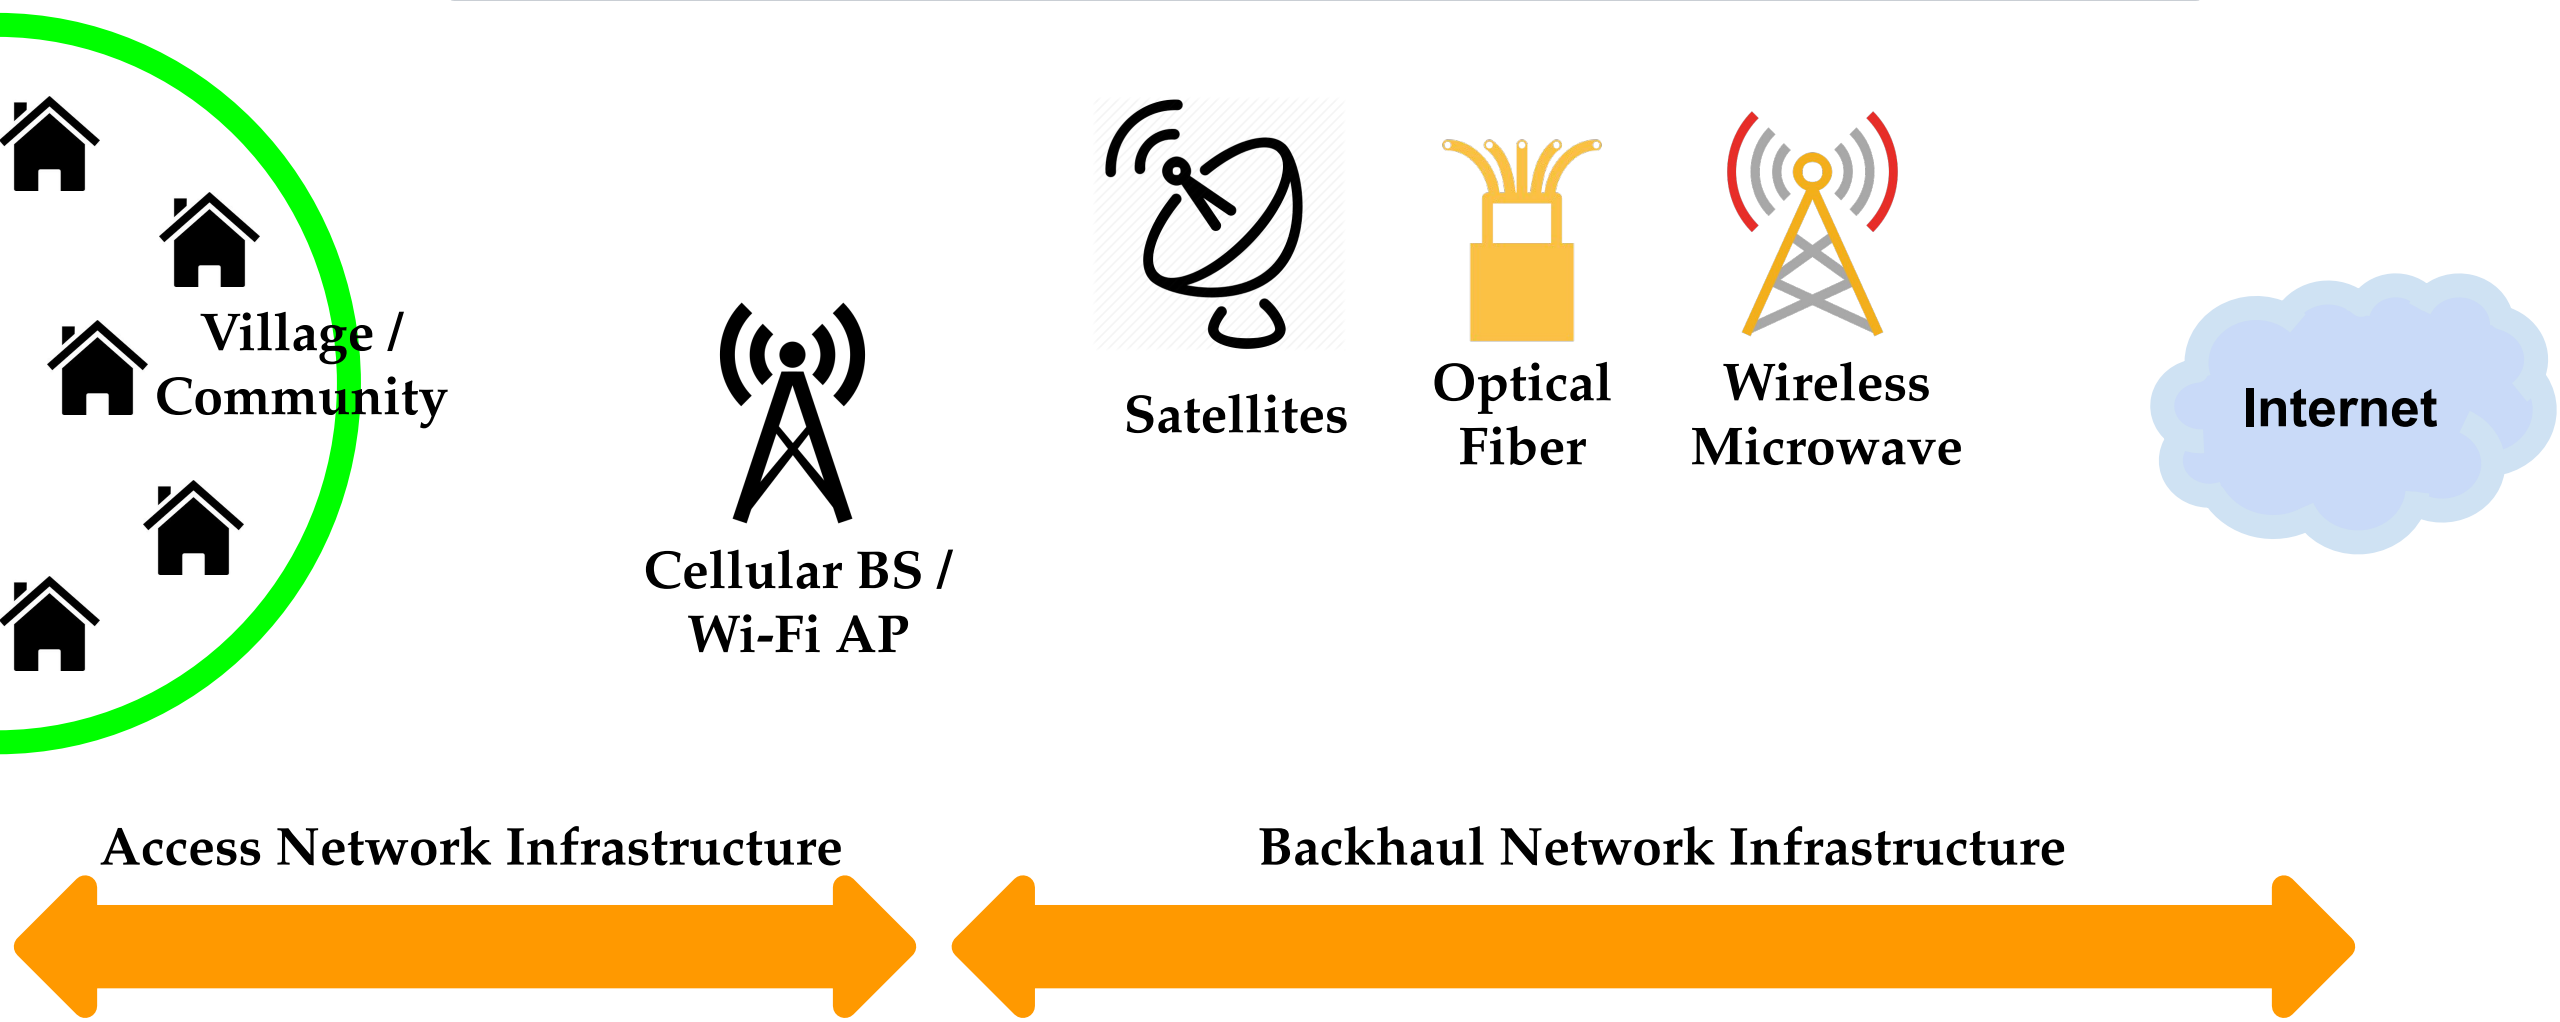 Village /
Community
Cellular BS /
Wi-Fi AP
Satellites
Optical
Fiber
Wireless
Microwave
Internet
Access Network Infrastructure
Backhaul Network Infrastructure